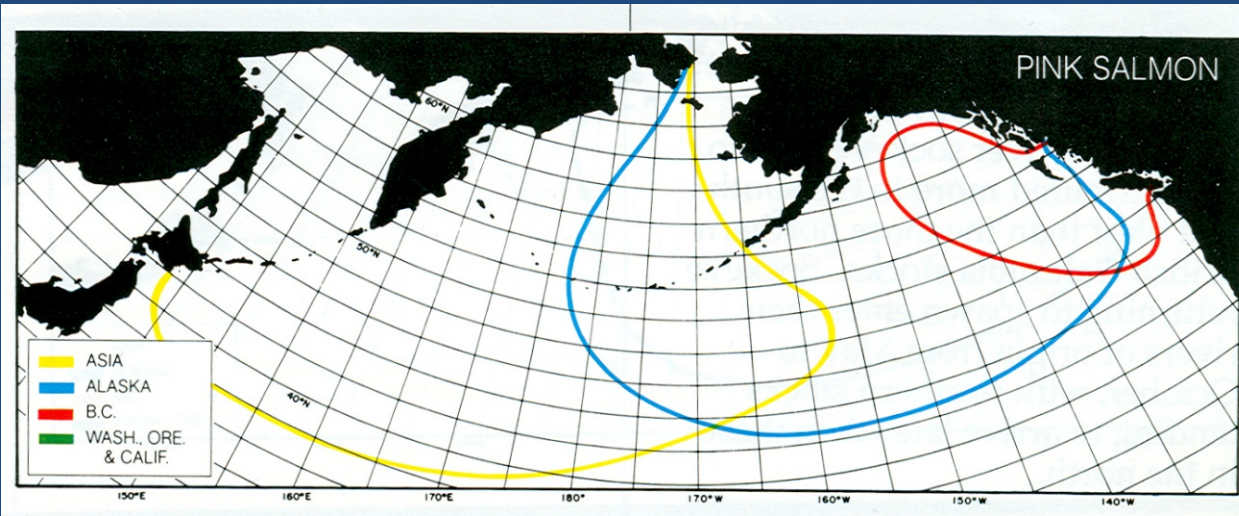 PINK SALMON
60°N
50°N
40°N
ASIA
ALASKA
B.C.
WASH., ORE.
& CALIF.
150°E
160°E
170°E
180°
170°W
160°W
150°W.
140°W